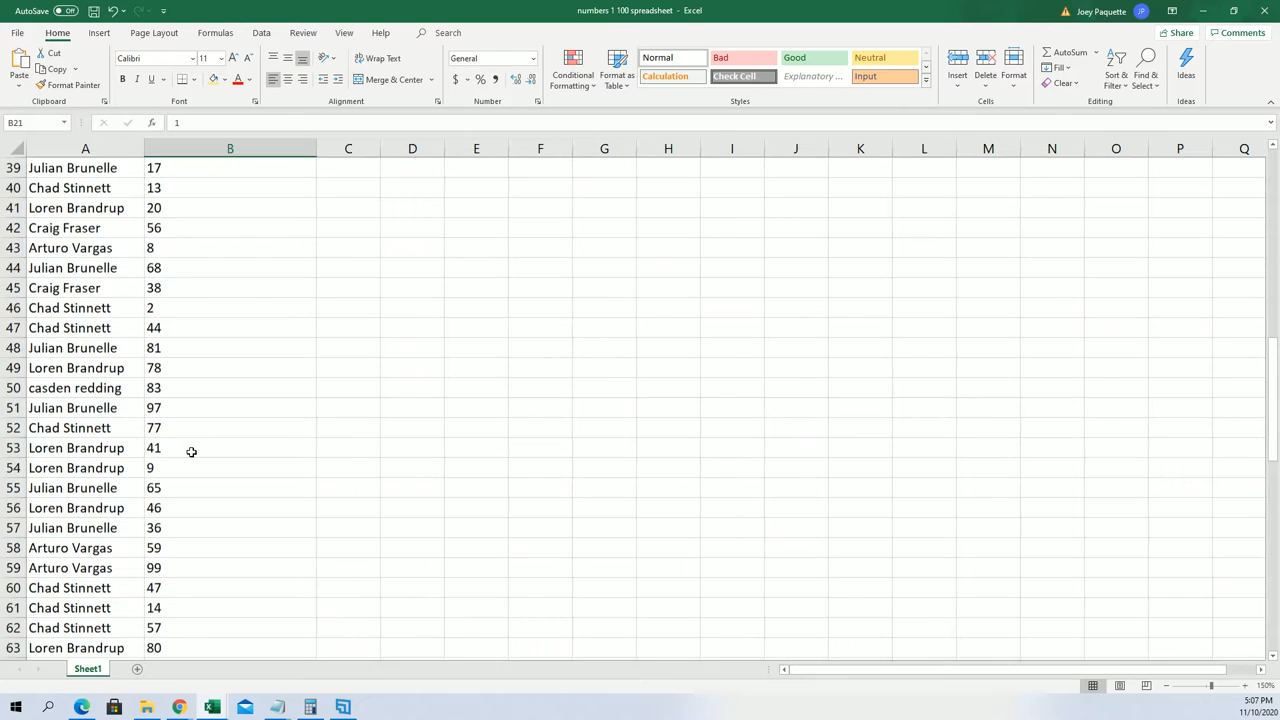 AutoSave Off numbers 1 100 spreadsheet - Excel Joey Paquette JP
File Home Insert Page Layout Formulas Data Review View Help Search Share Comments
Paste Cut Copy Format Painter Clipboard
Calibri 11 A A B I U A Font
Wrap Text Merge & Center Alignment
General $ % Number
Conditional Formatting Format as Table
Normal Bad Good Neutral
Calculation Check Cell Explanatory ... Input
Styles
Insert Delete Format Cells
AutoSum Fill Clear Sort & Filter Find & Select Editing
Ideas Ideas
B21 fx 1
A B C D E F G H I J K L M N O P Q
39 Julian Brunelle 17
40 Chad Stinnett 13
41 Loren Brandrup 20
42 Craig Fraser 56
43 Arturo Vargas 8
44 Julian Brunelle 68
45 Craig Fraser 38
46 Chad Stinnett 2
47 Chad Stinnett 44
48 Julian Brunelle 81
49 Loren Brandrup 78
50 casden redding 83
51 Julian Brunelle 97
52 Chad Stinnett 77
53 Loren Brandrup 41
54 Loren Brandrup 9
55 Julian Brunelle 65
56 Loren Brandrup 46
57 Julian Brunelle 36
58 Arturo Vargas 59
59 Arturo Vargas 99
60 Chad Stinnett 47
61 Chad Stinnett 14
62 Chad Stinnett 57
63 Loren Brandrup 80
Sheet1
150%
5:07 PM
11/10/2020